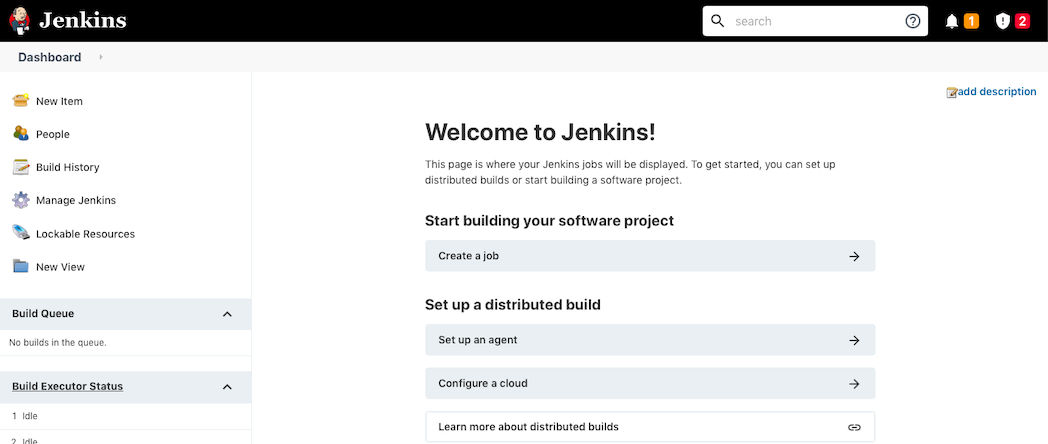 Jenkins
search
1
2
Dashboard
add description
New Item
People
Build History
Manage Jenkins
Lockable Resources
New View
Build Queue
No builds in the queue.
Build Executor Status
1 Idle
2 Idle
Welcome to Jenkins!
This page is where your Jenkins jobs will be displayed. To get started, you can set up
distributed builds or start building a software project.
Start building your software project
Create a job
Set up a distributed build
Set up an agent
Configure a cloud
Learn more about distributed builds